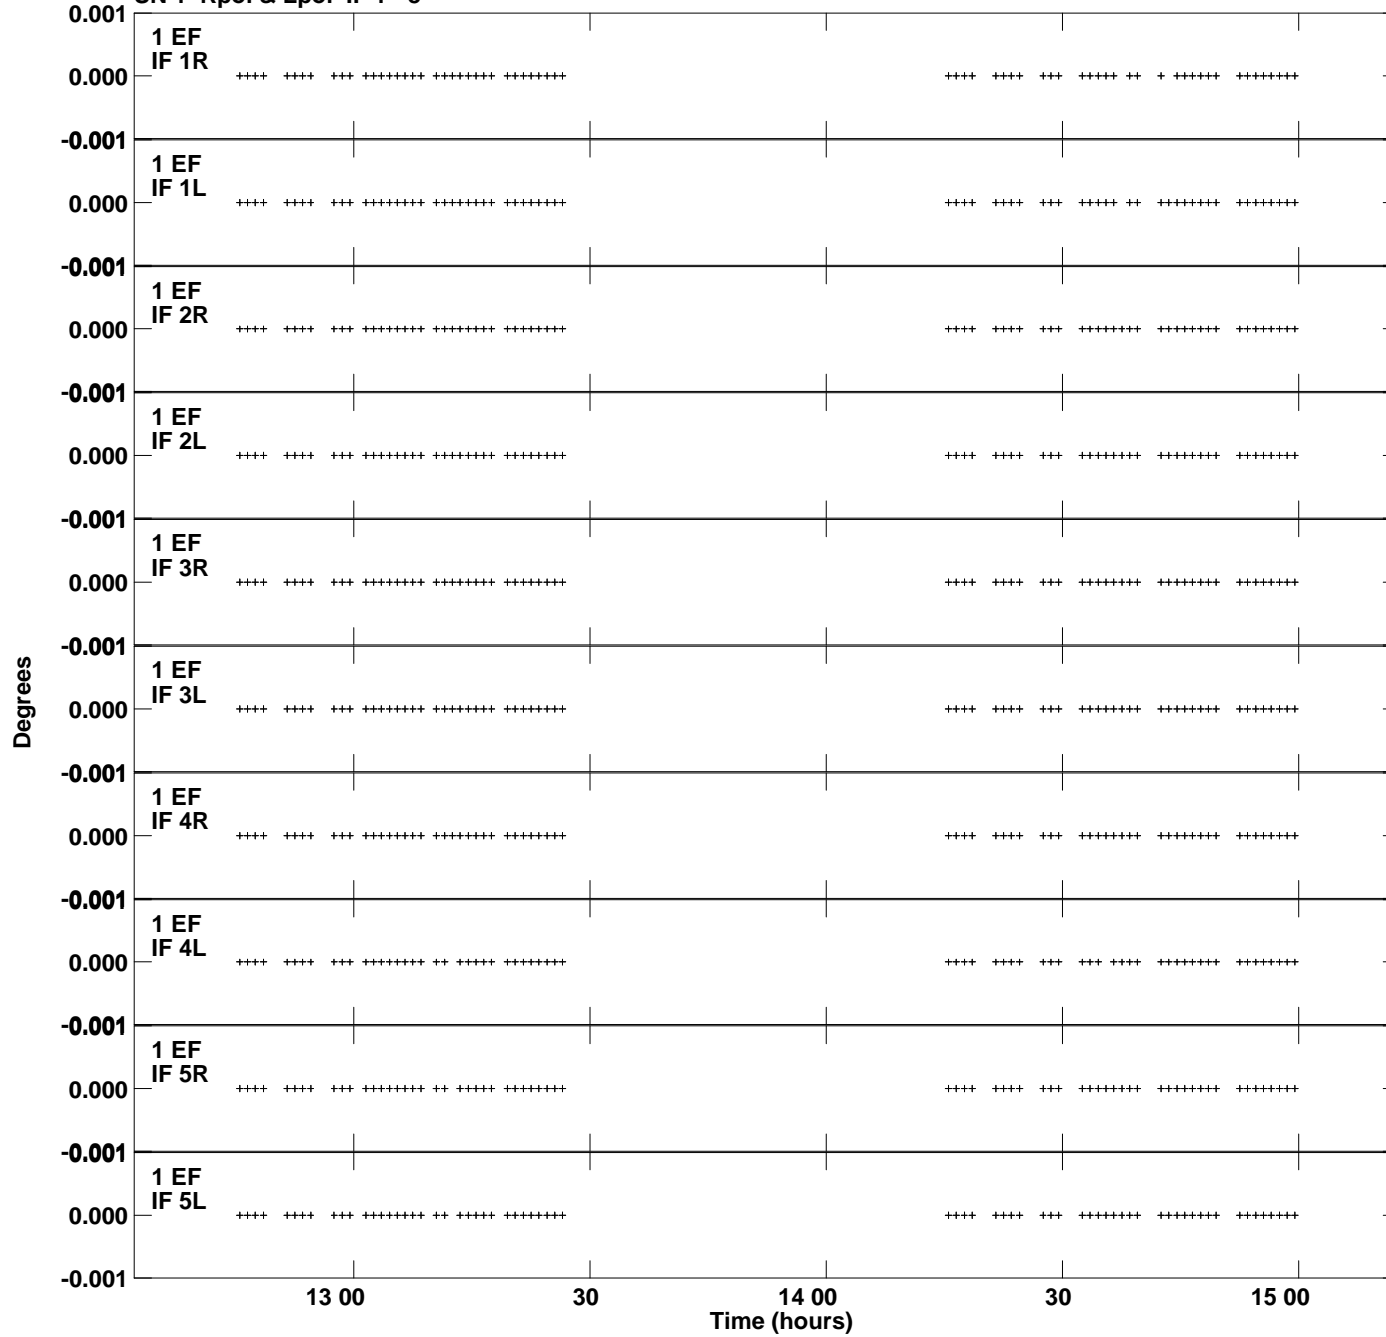 0.001
1 EF
IF 1R
0.000
-0.001
1 EF
IF 1L
0.000
-0.001
1 EF
IF 2R
0.000
-0.001
1 EF
IF 2L
0.000
-0.001
1 EF
IF 3R
0.000
-0.001
1 EF
IF 3L
0.000
-0.001
1 EF
IF 4R
0.000
-0.001
1 EF
IF 4L
0.000
-0.001
1 EF
IF 5R
0.000
-0.001
1 EF
IF 5L
0.000
-0.001
Degrees
13 00 30 14 00 30 15 00
Time (hours)